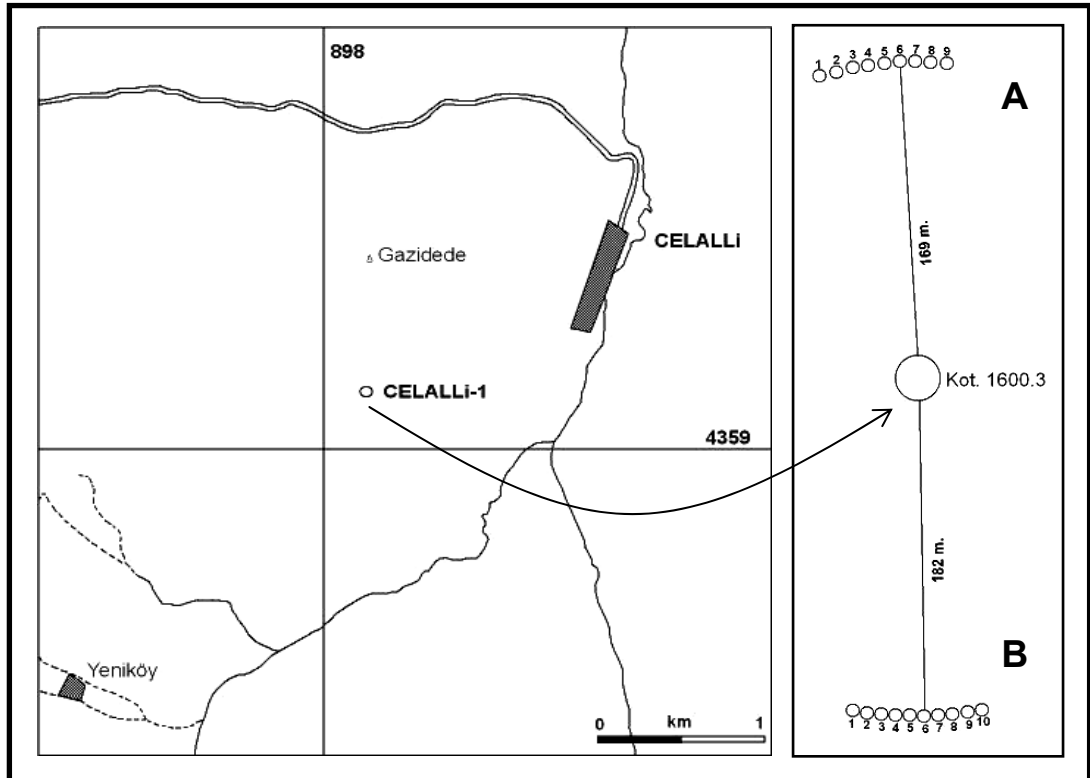 898
Gazidede
CELALLi
CELALLi-1
4359
Yeniköy
0 km 1
1 2 3 4 5 6 7 8 9
A
169 m.
Kot. 1600.3
182 m.
B
1 2 3 4 5 6 7 8 9 10